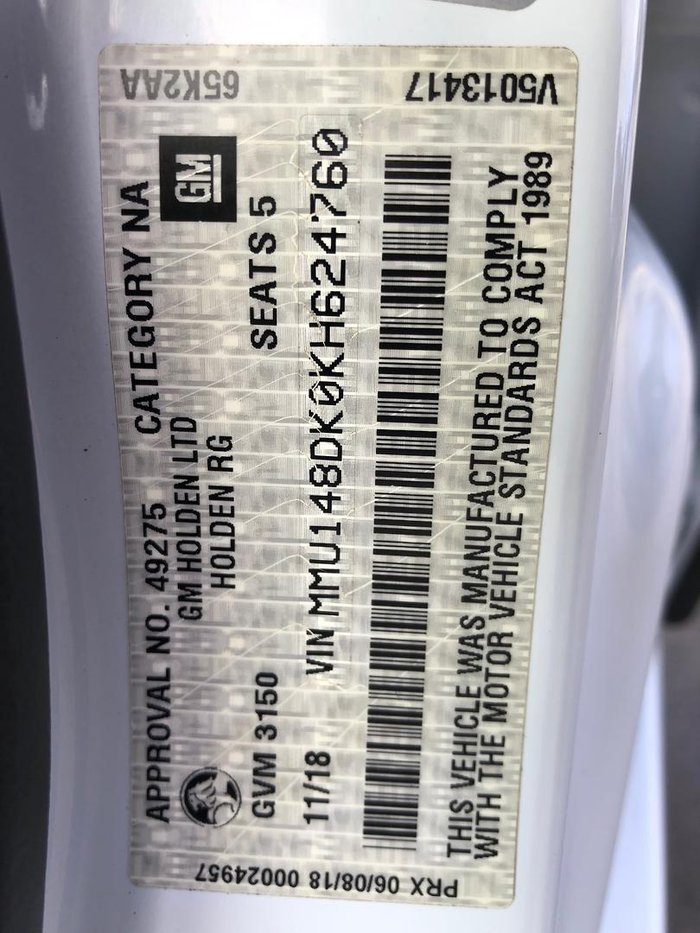 65K2AA
V5013417
APPROVAL NO. 49275 CATEGORY NA
GM HOLDEN LTD
HOLDEN RG
GM
GVM 3150 SEATS 5
11/18 VIN MMU148DK0KH624760
THIS VEHICLE WAS MANUFACTURED TO COMPLY
WITH THE MOTOR VEHICLE STANDARDS ACT 1989
PRX 06/08/18 00024957